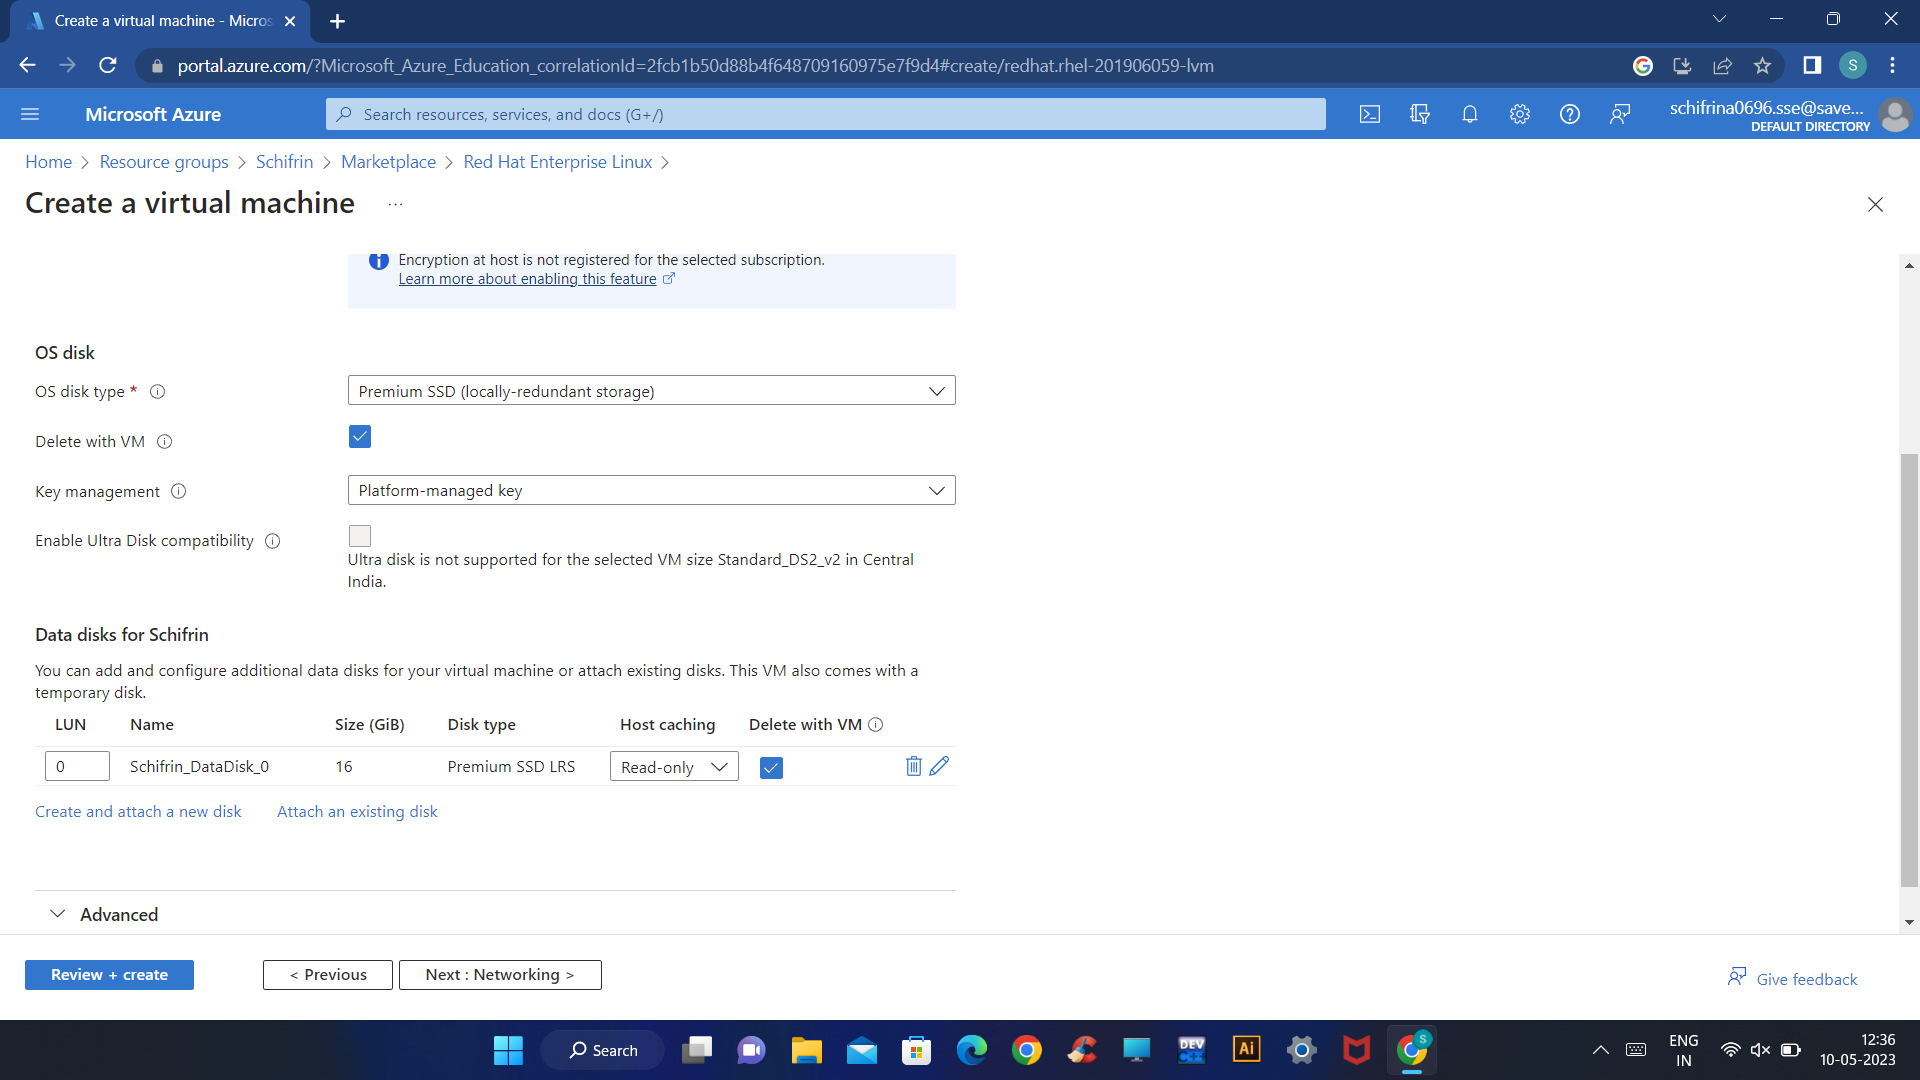 Create a virtual machine - Micros
portal.azure.com/?Microsoft_Azure_Education_correlationId=2fcb1b50d88b4f648709160975e7f9d4#create/redhat.rhel-201906059-lvm
S
Microsoft Azure
Search resources, services, and docs (G+/)
schifrina0696.sse@save...
DEFAULT DIRECTORY
Home > Resource groups > Schifrin > Marketplace > Red Hat Enterprise Linux >
Create a virtual machine ...
Encryption at host is not registered for the selected subscription.
Learn more about enabling this feature
OS disk
OS disk type *
Premium SSD (locally-redundant storage)
Delete with VM
Key management
Platform-managed key
Enable Ultra Disk compatibility
Ultra disk is not supported for the selected VM size Standard_DS2_v2 in Central
India.
Data disks for Schifrin
You can add and configure additional data disks for your virtual machine or attach existing disks. This VM also comes with a
temporary disk.
LUN Name Size (GiB) Disk type Host caching Delete with VM
0 Schifrin_DataDisk_0 16 Premium SSD LRS Read-only
Create and attach a new disk Attach an existing disk
Advanced
Review + create < Previous Next : Networking > Give feedback
Search
DEV
C++
Ai
S
ENG
IN
12:36
10-05-2023